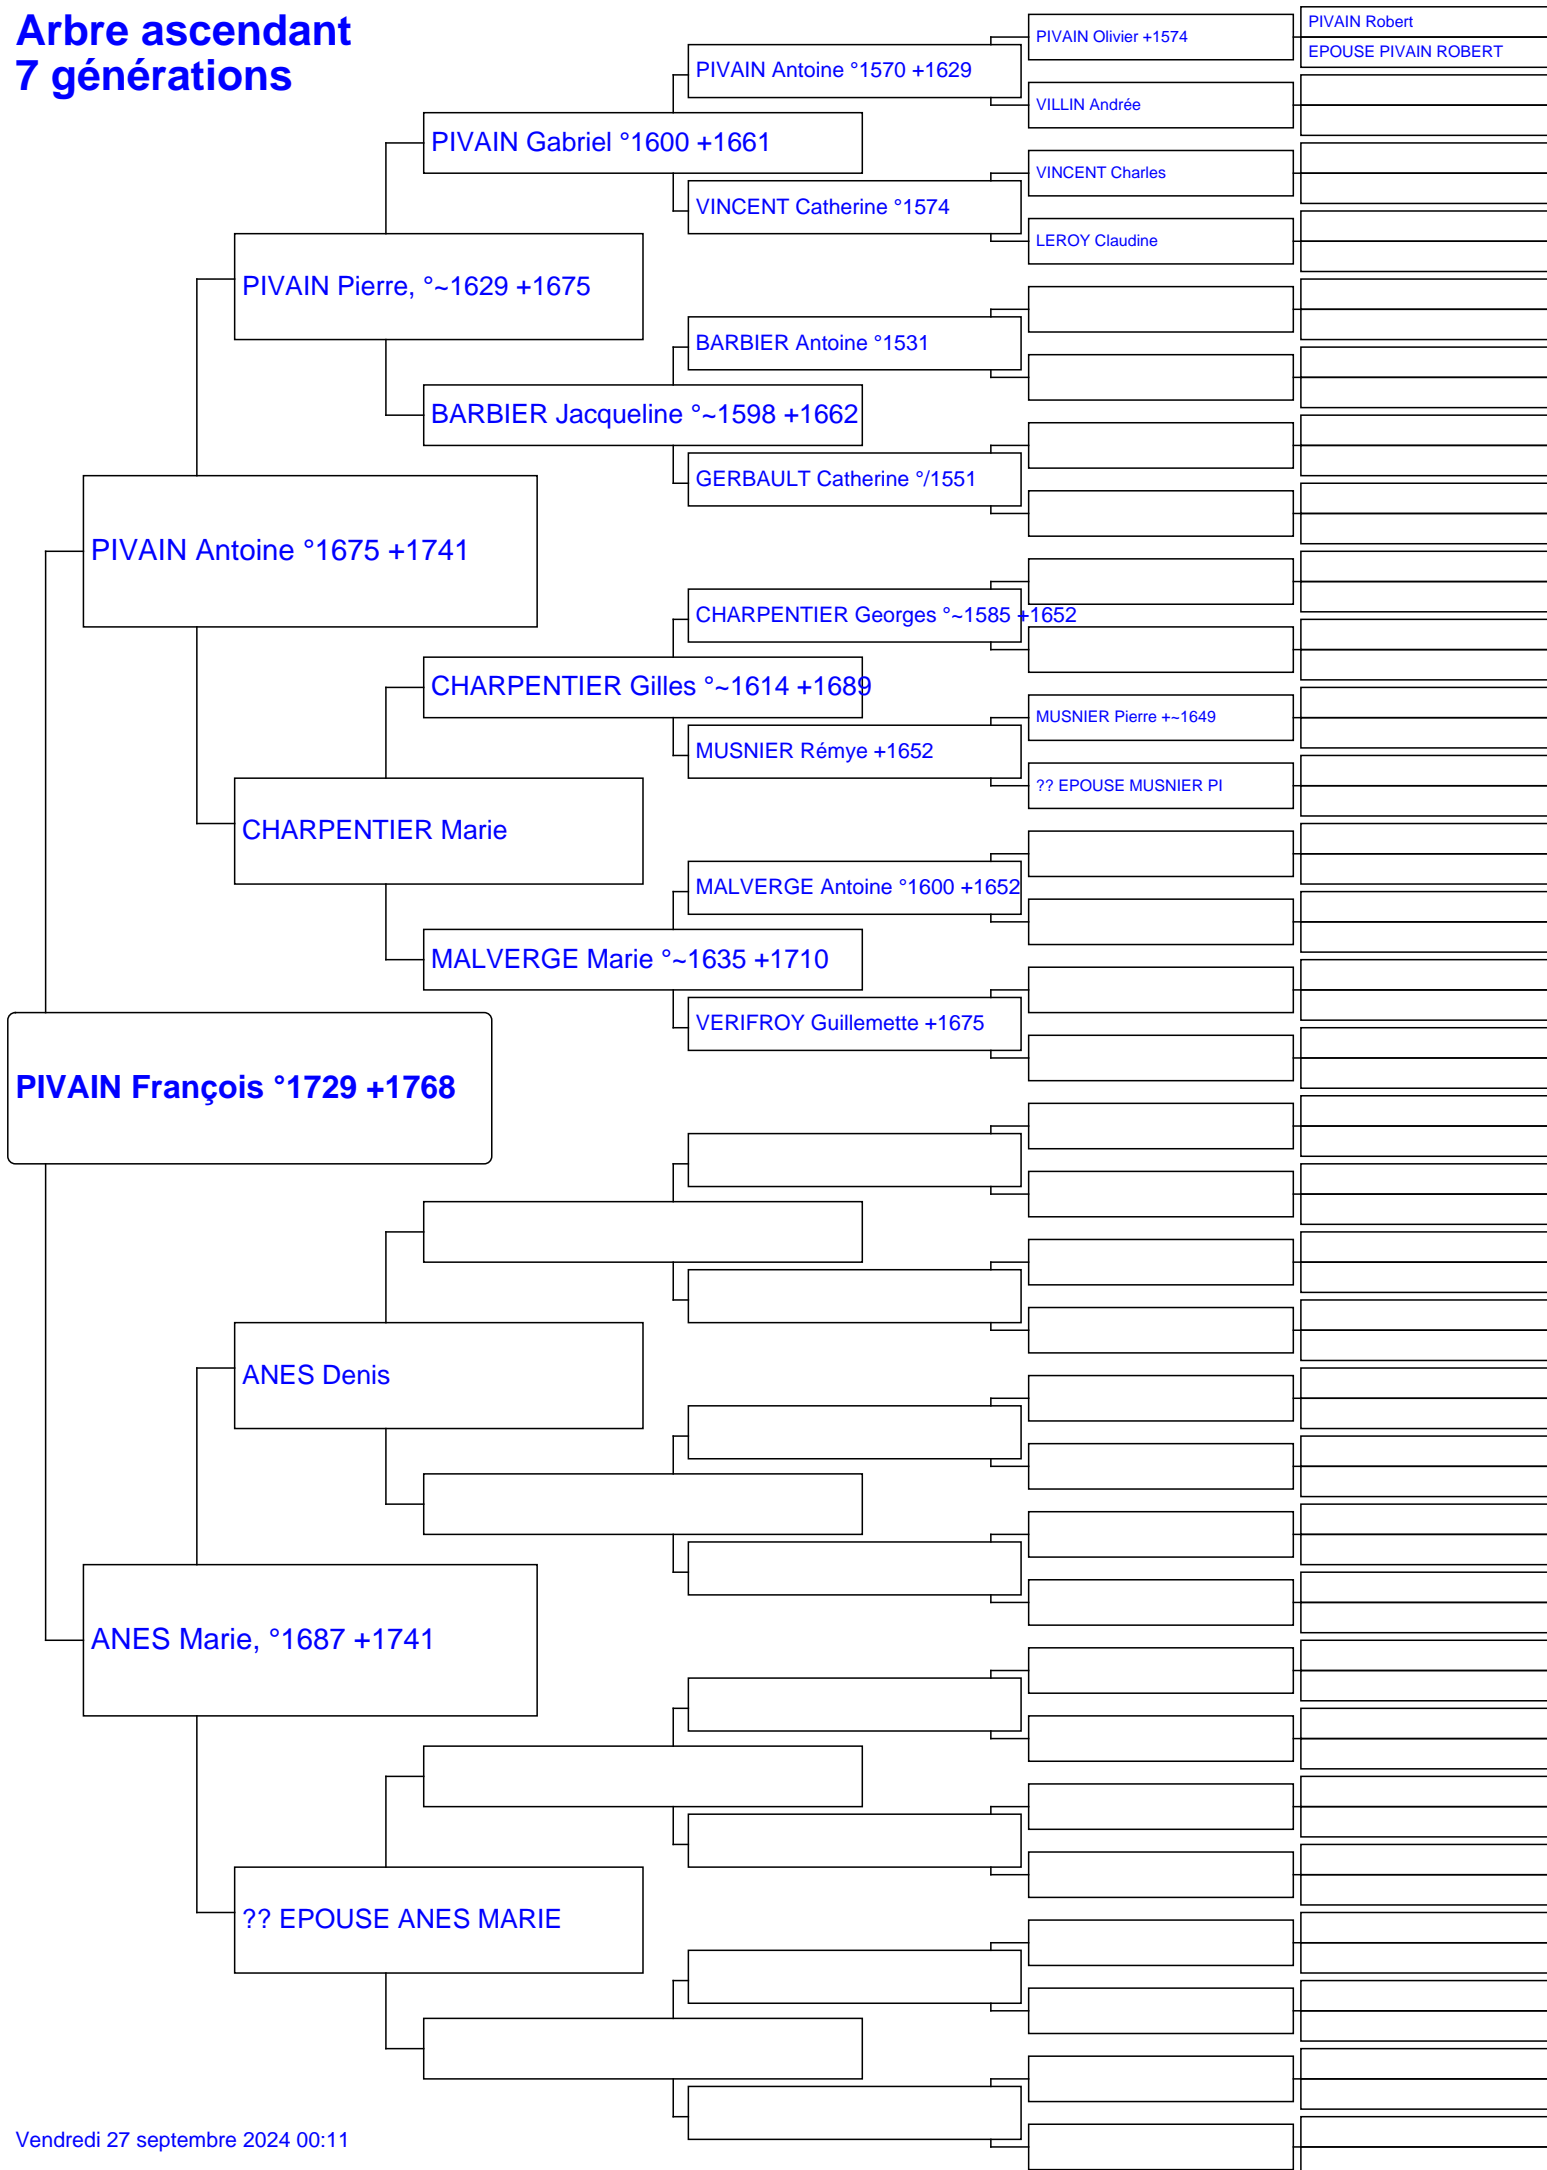 Arbre ascendant
7 générations
PIVAIN Robert
EPOUSE PIVAIN ROBERT
PIVAIN Olivier +1574
PIVAIN Antoine °1570 +1629
VILLIN Andrée
PIVAIN Gabriel °1600 +1661
VINCENT Charles
VINCENT Catherine °1574
LEROY Claudine
PIVAIN Pierre, °~1629 +1675
BARBIER Antoine °1531
BARBIER Jacqueline °~1598 +1662
GERBAULT Catherine °/1551
PIVAIN Antoine °1675 +1741
CHARPENTIER Georges °~1585 +1652
CHARPENTIER Gilles °~1614 +1689
MUSNIER Pierre +~1649
MUSNIER Rémye +1652
?? EPOUSE MUSNIER PI
CHARPENTIER Marie
MALVERGE Antoine °1600 +1652
MALVERGE Marie °~1635 +1710
VERIFROY Guillemette +1675
PIVAIN François °1729 +1768
ANES Denis
ANES Marie, °1687 +1741
?? EPOUSE ANES MARIE
Vendredi 27 septembre 2024 00:11